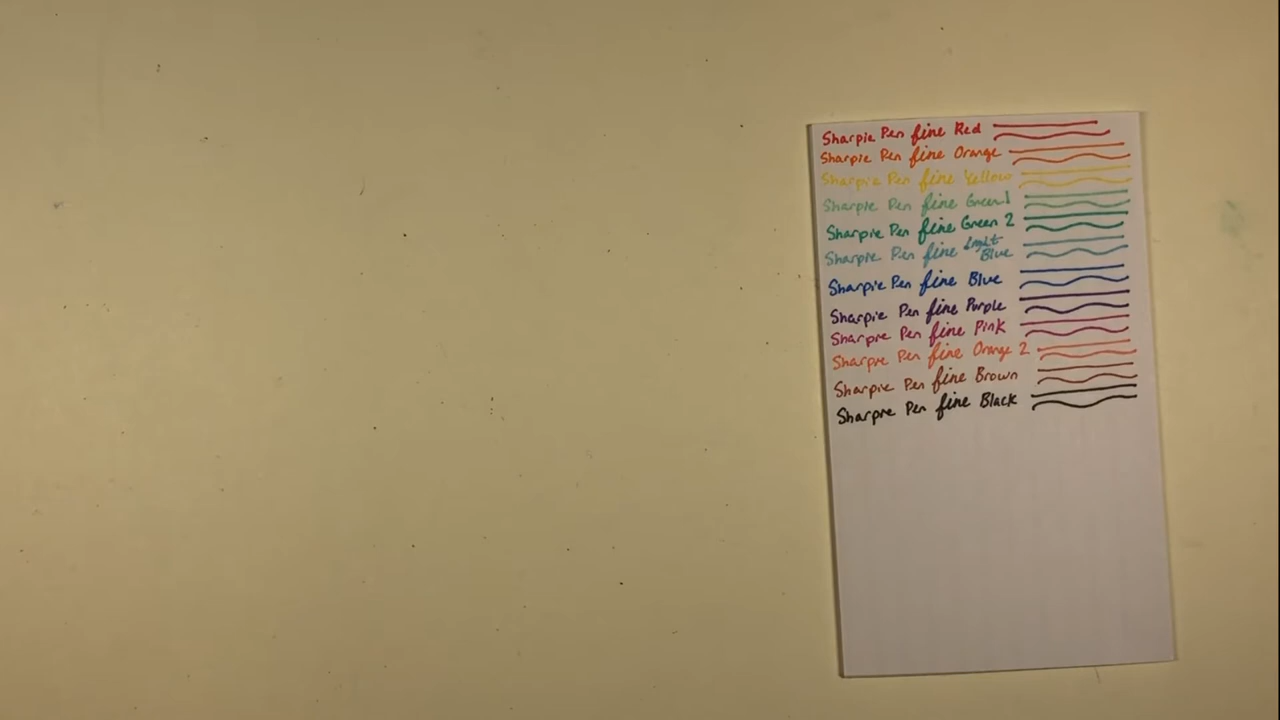 Sharpie Pen fine Red
Sharpie Pen fine Orange
Sharpie Pen fine Yellow
Sharpie Pen fine Green 1
Sharpie Pen fine Green 2
Sharpie Pen fine Light Blue
Sharpie Pen fine Blue
Sharpie Pen fine Purple
Sharpie Pen fine Pink
Sharpie Pen fine Orange 2
Sharpie Pen fine Brown
Sharpie Pen fine Black